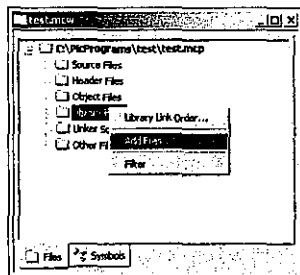 test.mcw
C:\PicPrograms\test\test.mcp
Source Files
Header Files
Object Files
Library Link Order...
Linker Sc
Add Files...
Other Fi
Filter
Files
Symbols